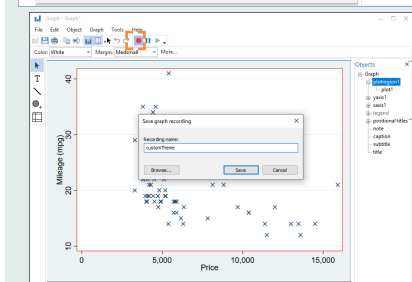 Graph - Graph*
File Edit Object Graph Tools Help
Color: White Margin: Medsmall More...
Objects
Graph
plotregion1
plot1
yaxis1
xaxis1
legend
positional titles
note
caption
subtitle
title
Save graph recording
Recording name:
customTheme
Browse... Save Cancel
Mileage (mpg)
40
30
20
10
0 5,000 10,000 15,000
Price